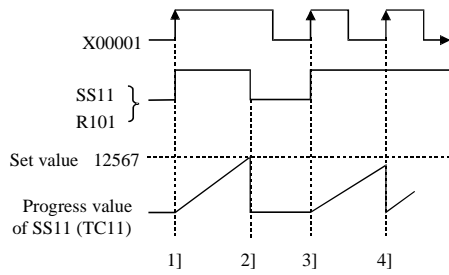 X00001
SS11
R101
Set value 12567
Progress value
of SS11 (TC11)
1] 2] 3] 4]